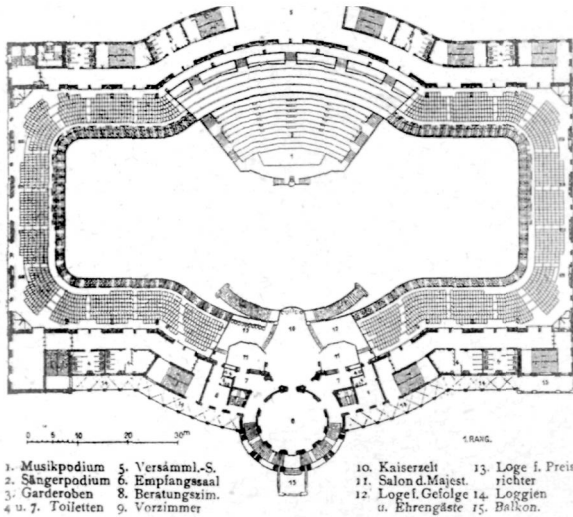 0 5 10 20 30m
1. RANG.
1. Musikpodium
2. Sängerpodium
3. Garderoben
4 u. 7. Toiletten
5. Versämml.-S.
6. Empfangssaal
8. Beratungszim.
9. Vorzimmer
10. Kaiserzelt
11. Salon d. Majest.
12 Loge f. Gefolge
u. Ehrengäste
13. Loge f. Preis
richter
14. Loggien
15. Balkon.